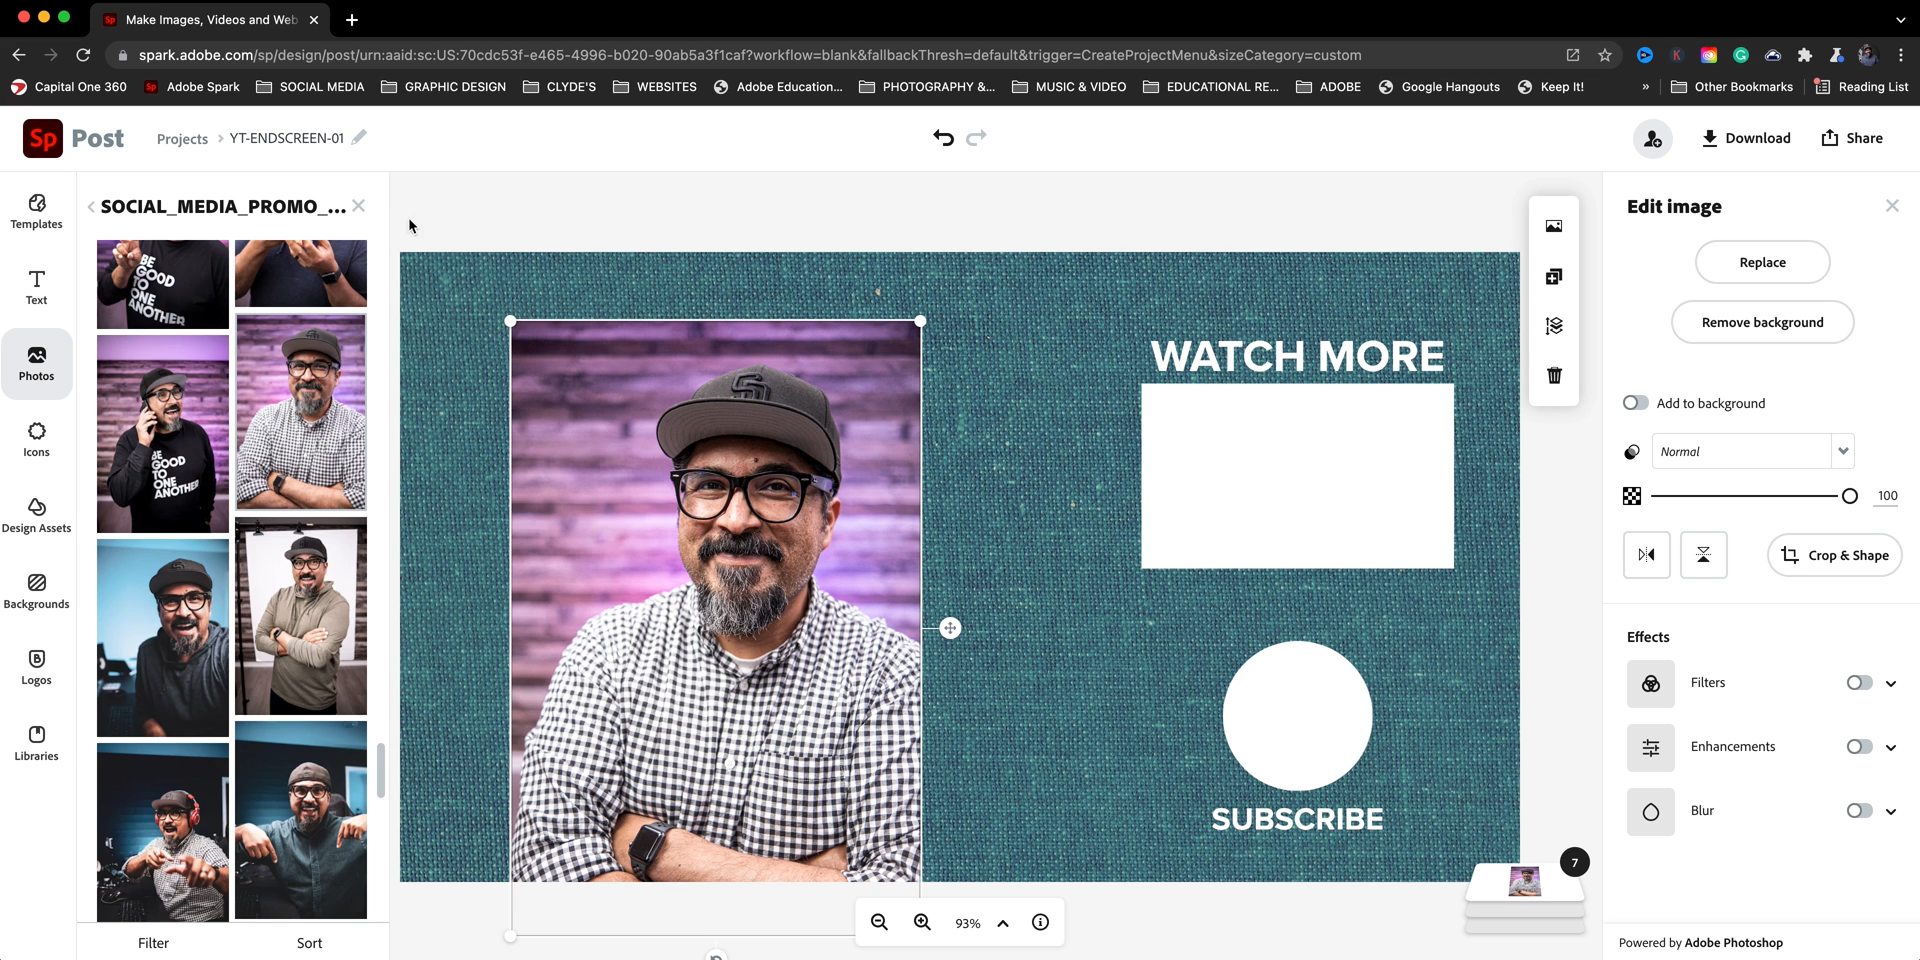 Make Images, Videos and Web
spark.adobe.com/sp/design/post/urn:aaid:sc:US:70cdc53f-e465-4996-b020-90ab5a3f1caf?workflow=blank&fallbackThresh=default&trigger=CreateProjectMenu&sizeCategory=custom
Capital One 360 Adobe Spark SOCIAL MEDIA GRAPHIC DESIGN CLYDE'S WEBSITES Adobe Education... PHOTOGRAPHY &... MUSIC & VIDEO EDUCATIONAL RE... ADOBE Google Hangouts Keep It! » Other Bookmarks Reading List
Sp Post Projects > YT-ENDSCREEN-01 Download Share
Templates
Text
Photos
Icons
Design Assets
Backgrounds
Logos
Libraries
SOCIAL_MEDIA_PROMO_...
BE
GOOD
TO
ONE
ANOTHER
BE
GOOD
TO
ONE
ANOTHER
Filter Sort
WATCH MORE
SUBSCRIBE
93%
7
Edit image
Replace
Remove background
Add to background
Normal
100
Crop & Shape
Effects
Filters
Enhancements
Blur
Powered by Adobe Photoshop